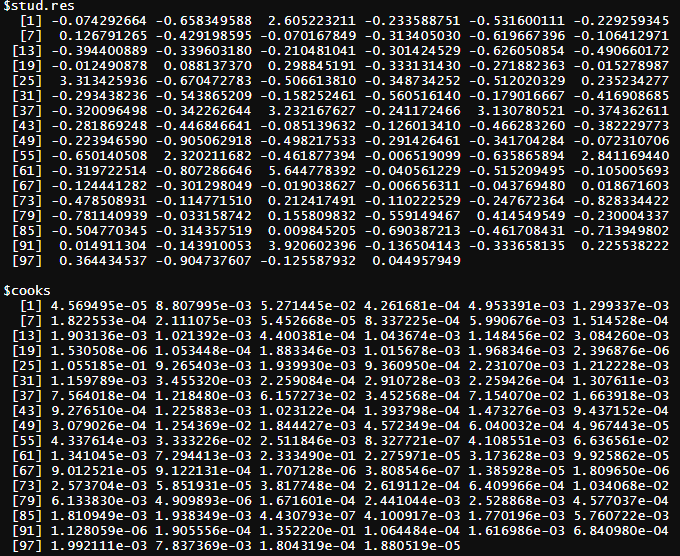 $stud.res
[1] -0.074292664 -0.658349588 2.605223211 -0.233588751 -0.531600111 -0.229259345
[7] 0.126791265 -0.429198595 -0.070167849 -0.313405030 -0.619667396 -0.106412971
[13] -0.394400889 -0.339603180 -0.210481041 -0.301424529 -0.626050854 -0.490660172
[19] -0.012490878 0.088137370 0.298845191 -0.333131430 -0.271882363 -0.015278987
[25] 3.313425936 -0.670472783 -0.506613810 -0.348734252 -0.512020329 0.235234277
[31] -0.293438236 -0.543865209 -0.158252461 -0.560516140 -0.179016667 -0.416908685
[37] -0.320096498 -0.342262644 3.232167627 -0.241172466 3.130780521 -0.374362611
[43] -0.281869248 -0.446846641 -0.085139632 -0.126013410 -0.466283260 -0.382229773
[49] -0.223946590 -0.905062918 -0.498217533 -0.291426461 -0.341704284 -0.072310706
[55] -0.650140508 2.320211682 -0.461877394 -0.006519099 -0.635865894 2.841169440
[61] -0.319722514 -0.807286646 5.644778392 -0.040561229 -0.515209495 -0.105005693
[67] -0.124441282 -0.301298049 -0.019038627 -0.006656311 -0.043769480 0.018671603
[73] -0.478508931 -0.114771510 0.212417491 -0.110222529 -0.247672364 -0.828334422
[79] -0.781140939 -0.033158742 0.155809832 -0.559149467 0.414549549 -0.230004337
[85] -0.504770345 -0.314357519 0.009845205 -0.690387213 -0.461708431 -0.713949802
[91] 0.014911304 -0.143910053 3.920602396 -0.136504143 -0.333658135 0.225538222
[97] 0.364434537 -0.904737607 -0.125587932 0.044957949
$cooks
[1] 4.569495e-05 8.807995e-03 5.271445e-02 4.261681e-04 4.953391e-03 1.299337e-03
[7] 1.822553e-04 2.111075e-03 5.452668e-05 8.337225e-04 5.990676e-03 1.514528e-04
[13] 1.903136e-03 1.021392e-03 4.400381e-04 1.043674e-03 1.148456e-02 3.084260e-03
[19] 1.530508e-06 1.053448e-04 1.883346e-03 1.015678e-03 1.968346e-03 2.396876e-06
[25] 1.055185e-01 9.265403e-03 1.939930e-03 9.360950e-04 2.231070e-03 1.212228e-03
[31] 1.159789e-03 3.455320e-03 2.259084e-04 2.910728e-03 2.259426e-04 1.307611e-03
[37] 7.564018e-04 1.218480e-03 6.157273e-02 3.452568e-04 7.154070e-02 1.663918e-03
[43] 9.276510e-04 1.225883e-03 1.023122e-04 1.393798e-04 1.473276e-03 9.437152e-04
[49] 3.079026e-04 1.254369e-02 1.844427e-03 4.572349e-04 6.040032e-04 4.967443e-05
[55] 4.337614e-03 3.333226e-02 2.511846e-03 8.327721e-07 4.108551e-03 6.636561e-02
[61] 1.341045e-03 7.294413e-03 2.333490e-01 2.275971e-05 3.173628e-03 9.925862e-05
[67] 9.012521e-05 9.122131e-04 1.707128e-06 3.808546e-07 1.385928e-05 1.809650e-06
[73] 2.573704e-03 5.851931e-05 3.817748e-04 2.619112e-04 6.409966e-04 1.034068e-02
[79] 6.133830e-03 4.909893e-06 1.671601e-04 2.441044e-03 2.528868e-03 4.577037e-04
[85] 1.810949e-03 1.938349e-03 4.430793e-07 4.100917e-03 1.770196e-03 5.760722e-03
[91] 1.128059e-06 1.905556e-04 1.352220e-01 1.064484e-04 1.616986e-03 6.840980e-04
[97] 1.992111e-03 7.837369e-03 1.804319e-04 1.880519e-05